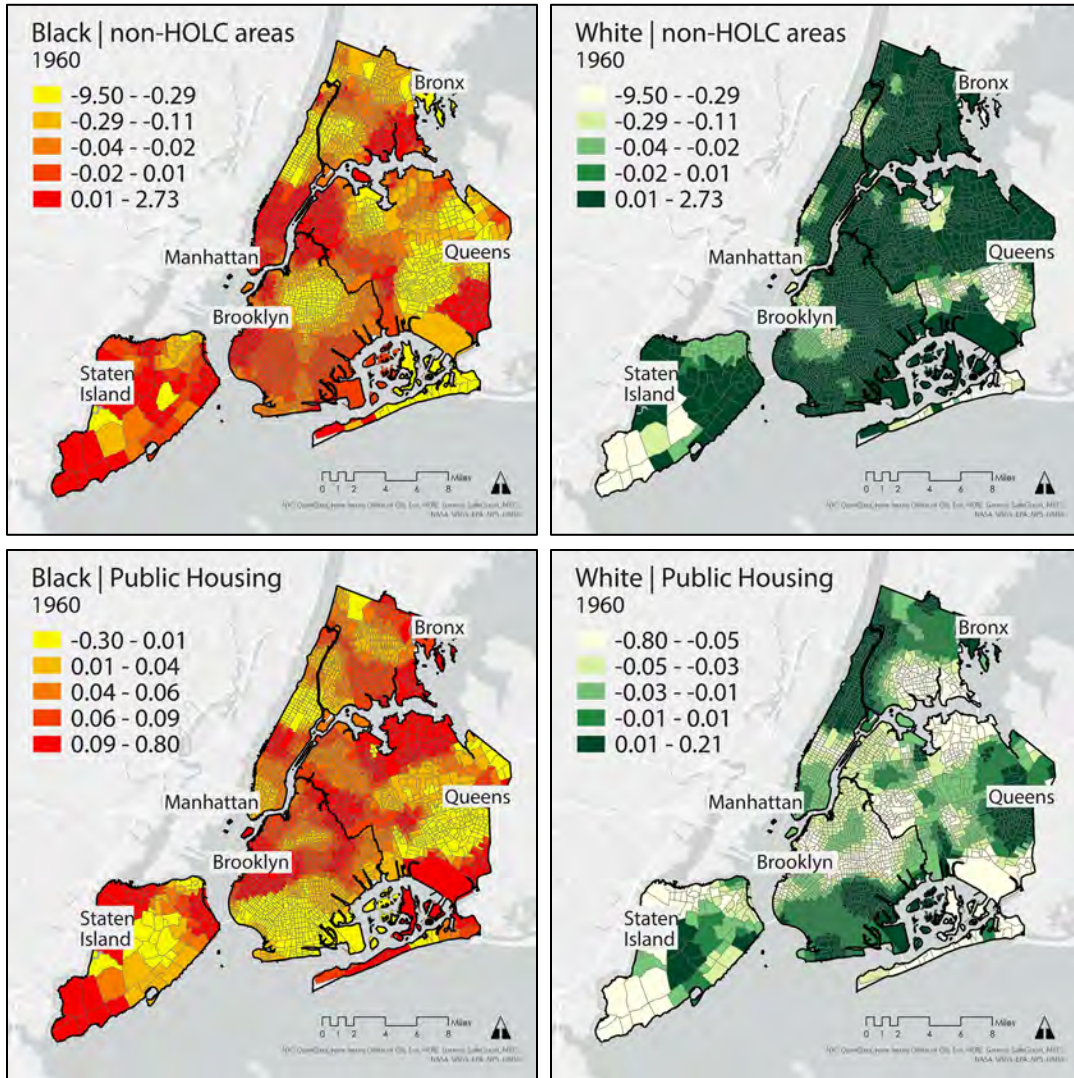 Black | non-HOLC areas
1960
-9.50 - -0.29
-0.29 - -0.11
-0.04 - -0.02
-0.02 - 0.01
0.01 - 2.73
Bronx
Manhattan
Queens
Brooklyn
Staten
Island
Miles
0 1 2 4 6 8
White | non-HOLC areas
1960
-9.50 - -0.29
-0.29 - -0.11
-0.04 - -0.02
-0.02 - 0.01
0.01 - 2.73
Bronx
Manhattan
Queens
Brooklyn
Staten
Island
Miles
0 1 2 4 6 8
Black | Public Housing
1960
-0.30 - 0.01
0.01 - 0.04
0.04 - 0.06
0.06 - 0.09
0.09 - 0.80
Bronx
Manhattan
Queens
Brooklyn
Staten
Island
Miles
0 1 2 4 6 8
White | Public Housing
1960
-0.80 - -0.05
-0.05 - -0.03
-0.03 - -0.01
-0.01 - 0.01
0.01 - 0.21
Bronx
Manhattan
Queens
Brooklyn
Staten
Island
Miles
0 1 2 4 6 8